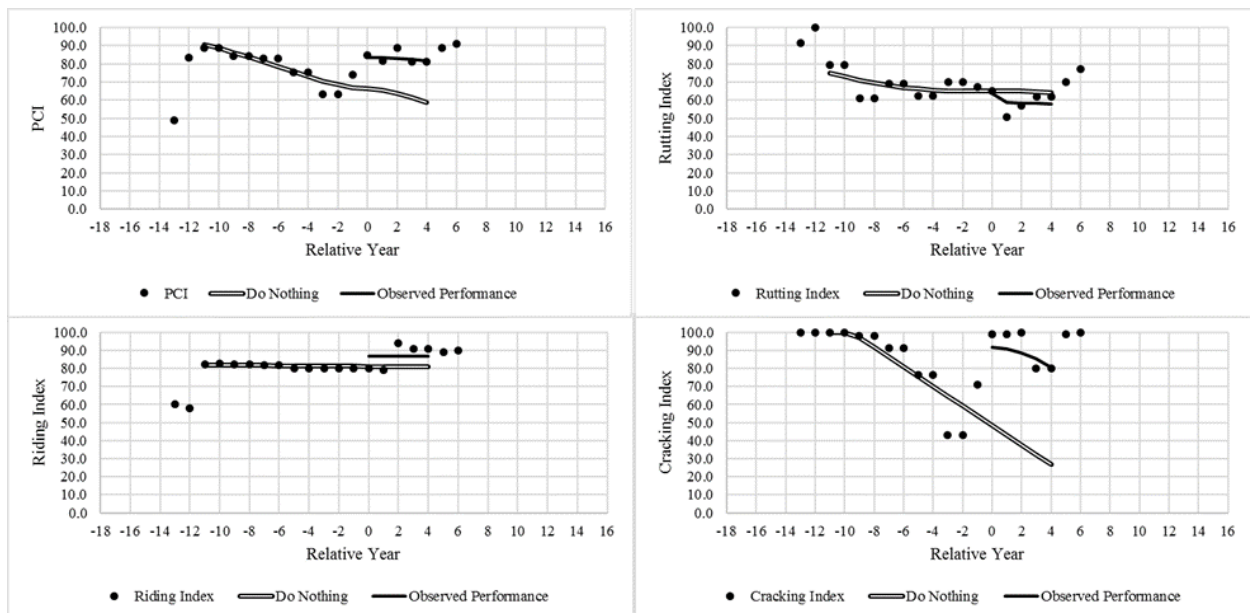 100.0
90.0
80.0
70.0
60.0
50.0
40.0
30.0
20.0
10.0
0.0
PCI
-18 -16 -14 -12 -10 -8 -6 -4 -2 0 2 4 6 8 10 12 14 16
Relative Year
PCI Do Nothing Observed Performance
100.0
90.0
80.0
70.0
60.0
50.0
40.0
30.0
20.0
10.0
0.0
Rutting Index
-18 -16 -14 -12 -10 -8 -6 -4 -2 0 2 4 6 8 10 12 14 16
Relative Year
Rutting Index Do Nothing Observed Performance
100.0
90.0
80.0
70.0
60.0
50.0
40.0
30.0
20.0
10.0
0.0
Riding Index
-18 -16 -14 -12 -10 -8 -6 -4 -2 0 2 4 6 8 10 12 14 16
Relative Year
Riding Index Do Nothing Observed Performance
100.0
90.0
80.0
70.0
60.0
50.0
40.0
30.0
20.0
10.0
0.0
Cracking Index
-18 -16 -14 -12 -10 -8 -6 -4 -2 0 2 4 6 8 10 12 14 16
Relative Year
Cracking Index Do Nothing Observed Performance